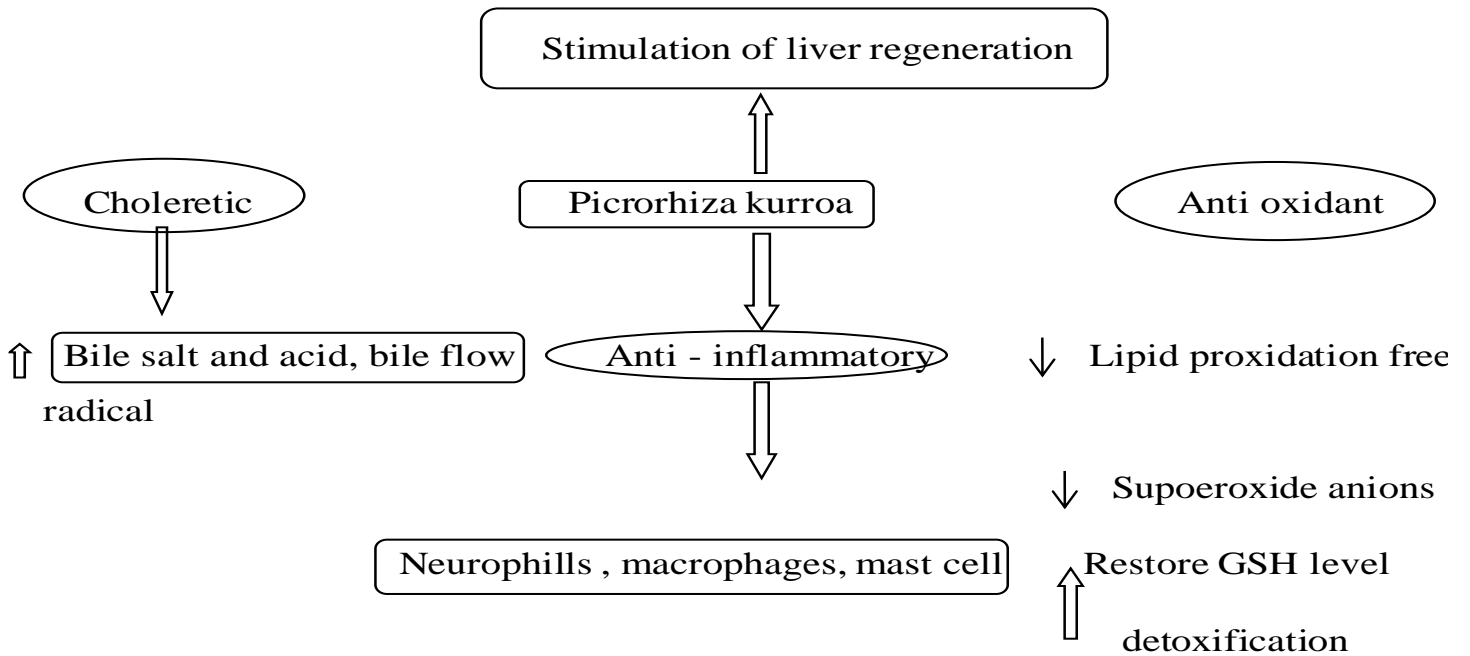 Stimulation of liver regeneration
Choleretic
Picrorhiza kurroa
Anti oxidant
Bile salt and acid, bile flow
Anti - inflammatory
Lipid proxidation free
radical
Supoeroxide anions
Neurophills , macrophages, mast cell
Restore GSH level
detoxification